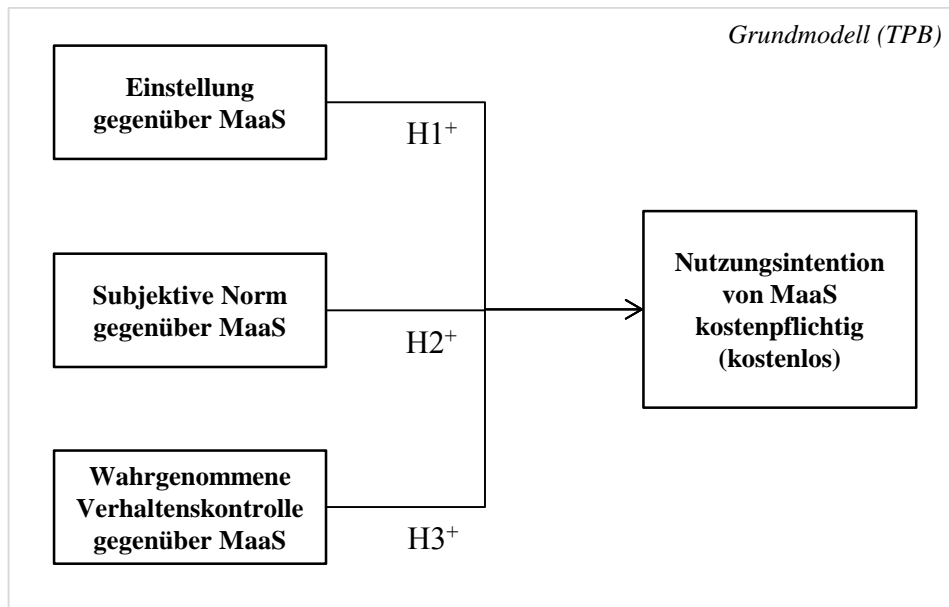 Grundmodell (TPB)
Einstellung
gegenüber MaaS
H1+
Subjektive Norm
gegenüber MaaS
H2+
Wahrgenommene
Verhaltenskontrolle
gegenüber MaaS
H3+
Nutzungsintention
von MaaS
kostenpflichtig
(kostenlos)